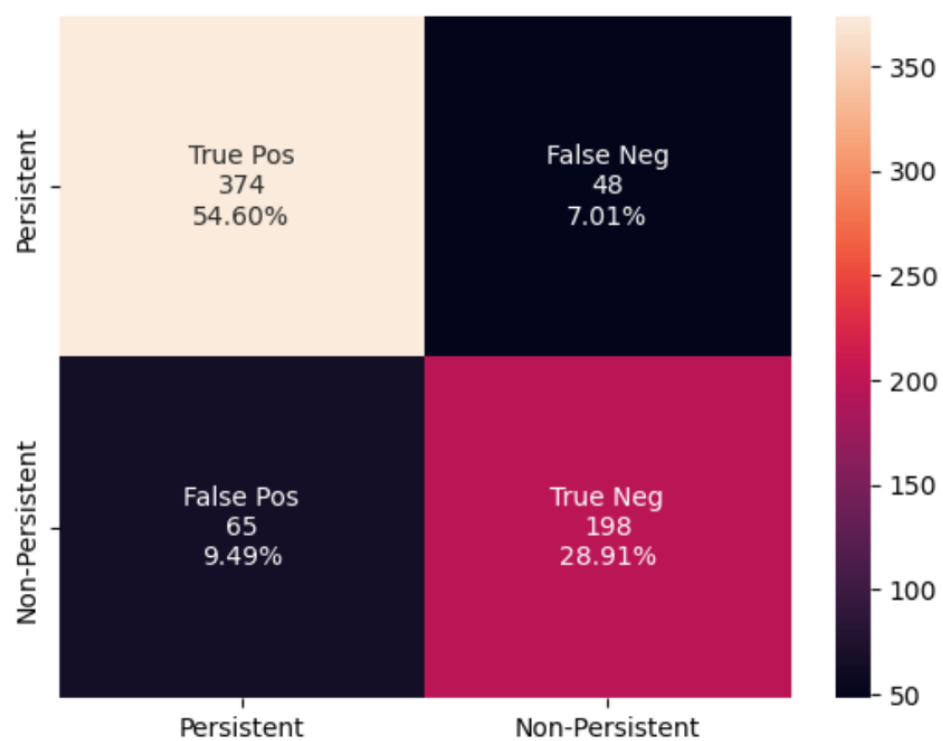 Persistent
True Pos
374
54.60%
False Neg
48
7.01%
Non-Persistent
False Pos
65
9.49%
True Neg
198
28.91%
Persistent
Non-Persistent
350
300
250
200
150
100
50